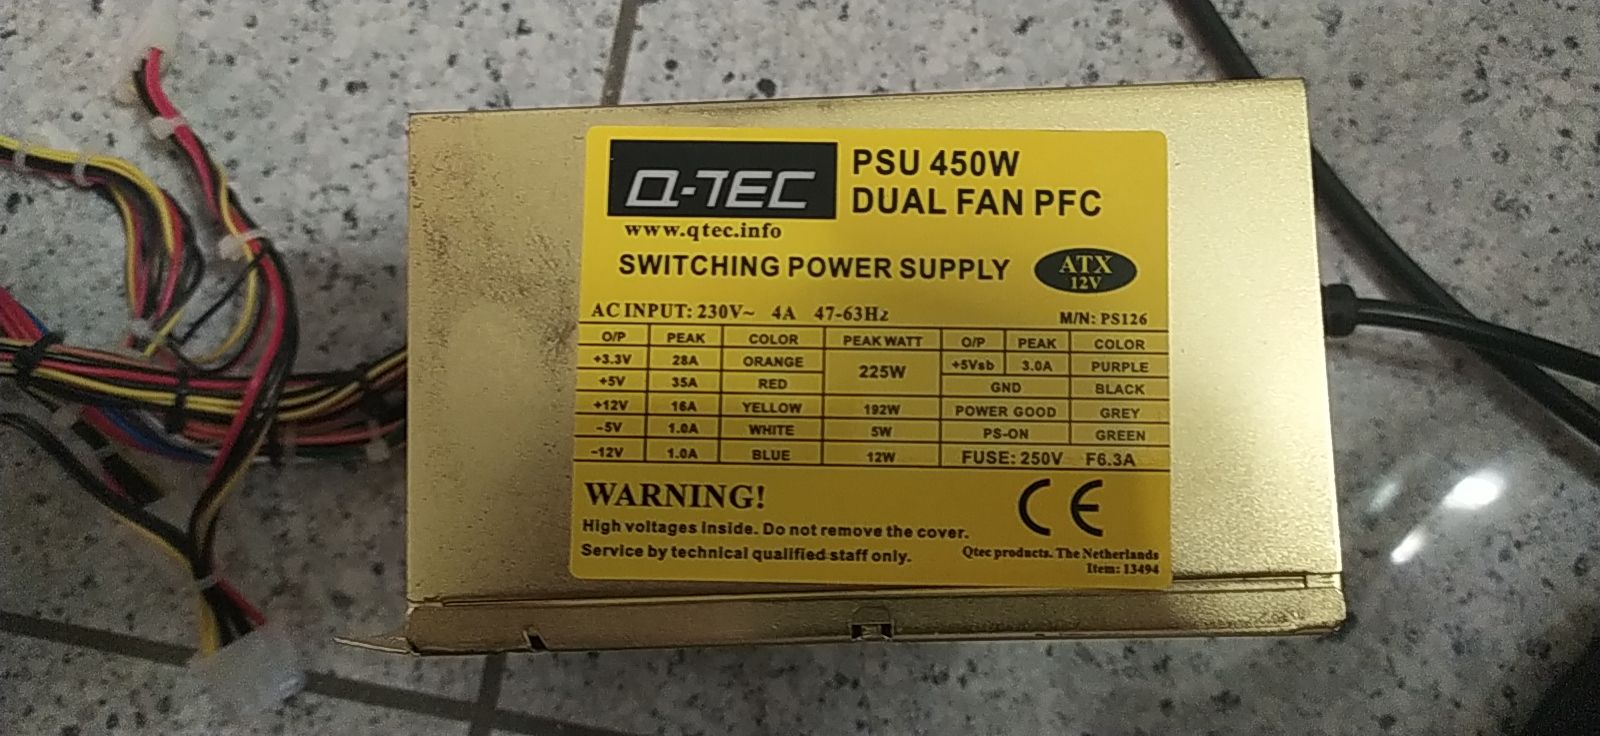 Q-TEC
PSU 450W
DUAL FAN PFC
www.qtec.info
SWITCHING POWER SUPPLY
ATX
12V
AC INPUT: 230V~ 4A 47-63Hz
M/N: PS126
O/P PEAK COLOR PEAK WATT O/P PEAK COLOR
+3.3V 28A ORANGE 225W +5Vsb 3.0A PURPLE
+5V 35A RED GND BLACK
+12V 16A YELLOW 192W POWER GOOD GREY
-5V 1.0A WHITE 5W PS-ON GREEN
-12V 1.0A BLUE 12W FUSE: 250V F6.3A
WARNING!
CE
High voltages inside. Do not remove the cover.
Service by technical qualified staff only.
Qtec products. The Netherlands
Item: 13494